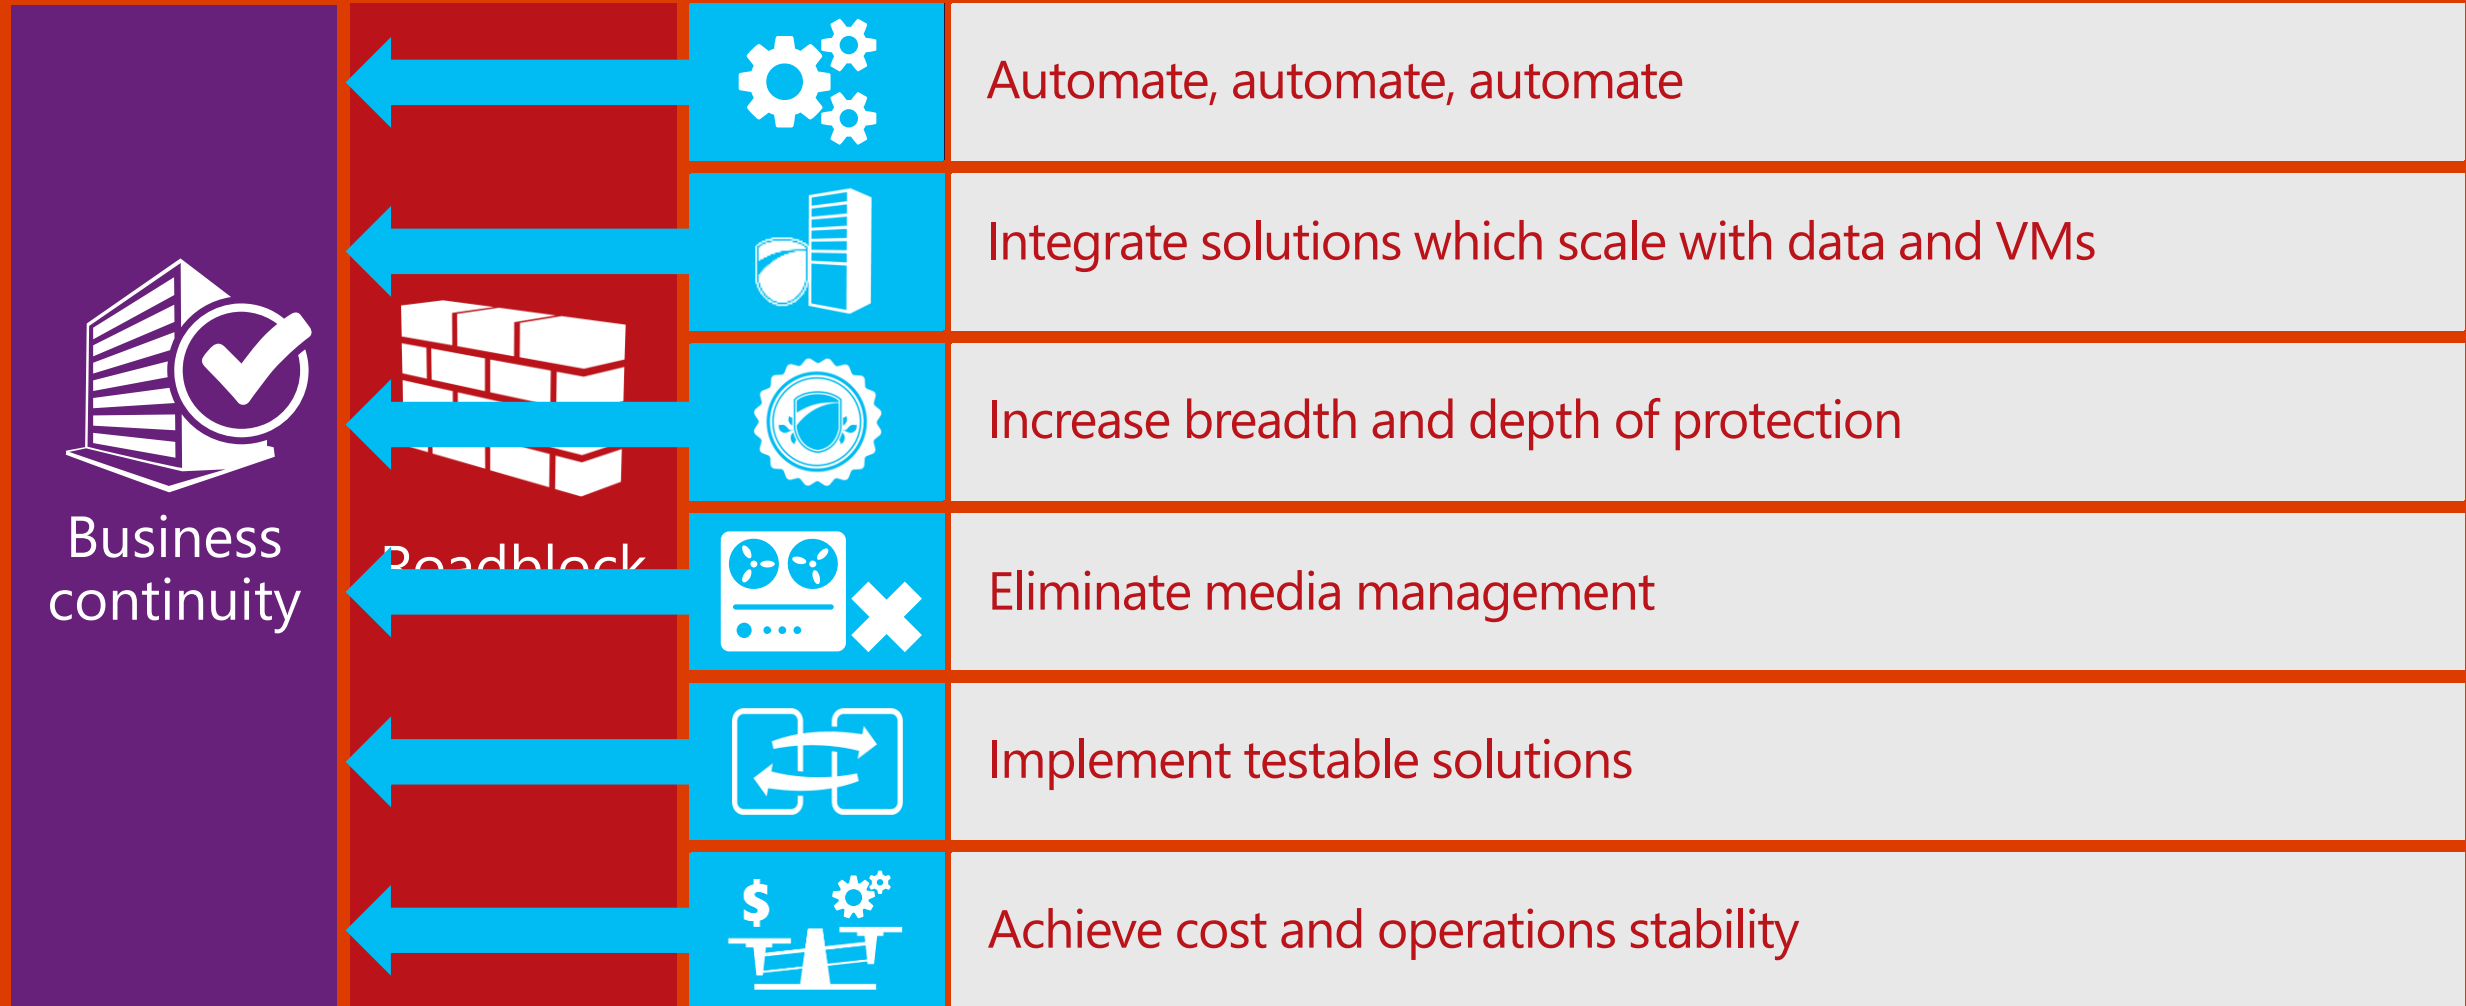 Business
continuity
Roadblock
Automate, automate, automate
Integrate solutions which scale with data and VMs
Increase breadth and depth of protection
Eliminate media management
Implement testable solutions
$
Achieve cost and operations stability